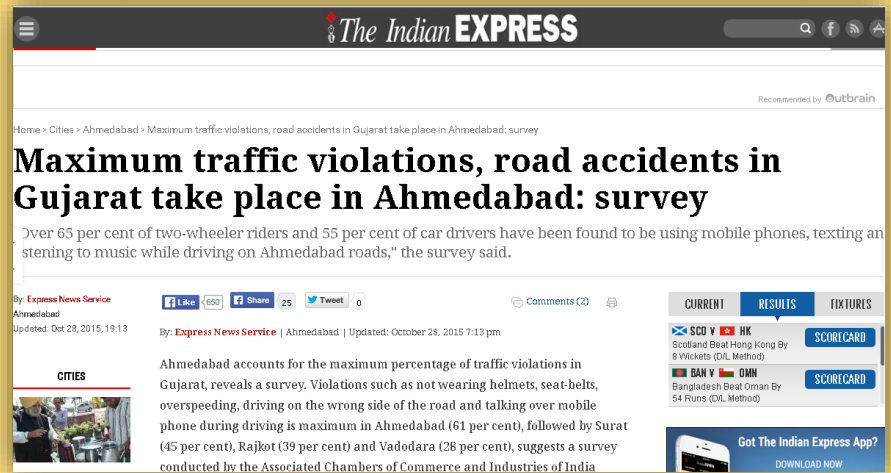 The Indian EXPRESS
Recommended by Outbrain
Home > Cities > Ahmedabad > Maximum traffic violations, road accidents in Gujarat take place in Ahmedabad: survey
Maximum traffic violations, road accidents in
Gujarat take place in Ahmedabad: survey
Over 65 per cent of two-wheeler riders and 55 per cent of car drivers have been found to be using mobile phones, texting an
stening to music while driving on Ahmedabad roads," the survey said.
By: Express News Service
Ahmedabad
Updated: Oct 28, 2015, 19:13
CITIES
Like 650 Share 25 Tweet 0 Comments (2)
By: Express News Service | Ahmedabad | Updated: October 28, 2015 7:13 pm
Ahmedabad accounts for the maximum percentage of traffic violations in
Gujarat, reveals a survey. Violations such as not wearing helmets, seat-belts,
overspeeding, driving on the wrong side of the road and talking over mobile
phone during driving is maximum in Ahmedabad (61 per cent), followed by Surat
(45 per cent), Rajkot (39 per cent) and Vadodara (28 per cent), suggests a survey
conducted by the Associated Chambers of Commerce and Industries of India
CURRENT RESULTS FIXTURES
SCO V HK
Scotland Beat Hong Kong By
8 Wickets (D/L Method)
SCORECARD
BAN V OMN
Bangladesh Beat Oman By
54 Runs (D/L Method)
SCORECARD
Got The Indian Express App?
DOWNLOAD NOW